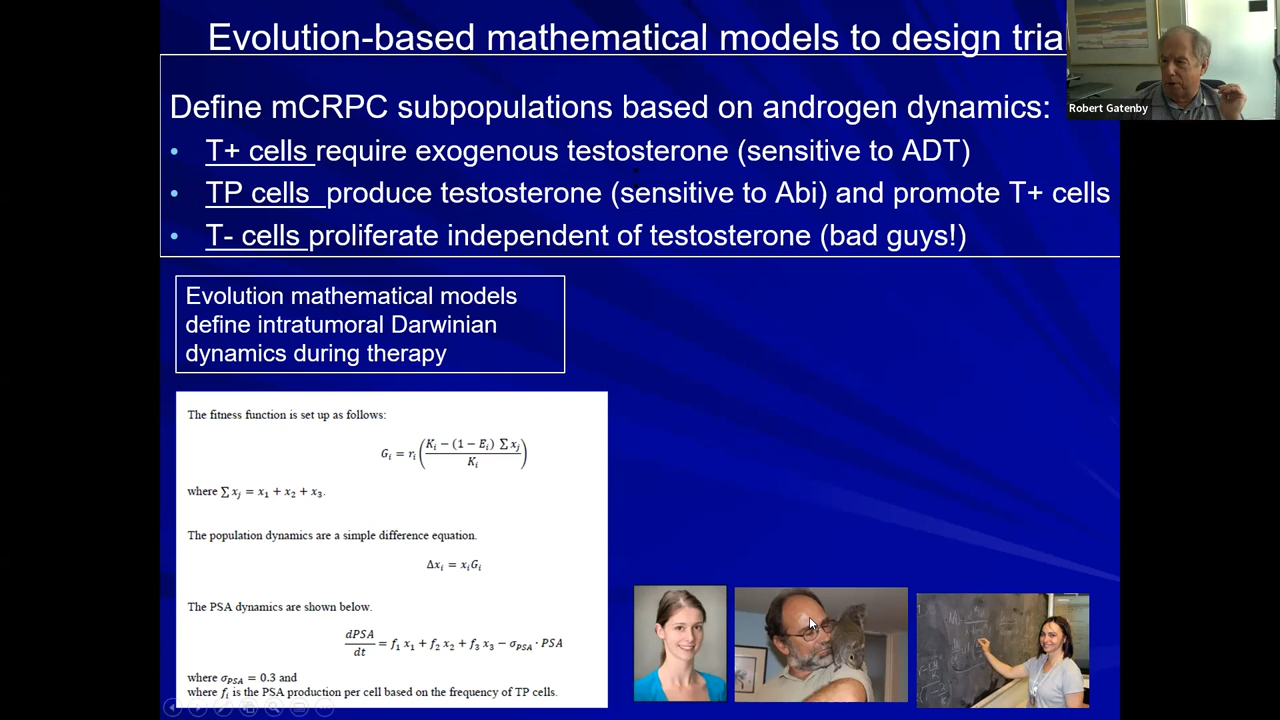 Evolution-based mathematical models to design tria
Robert Gatenby
Define mCRPC subpopulations based on androgen dynamics:
• T+ cells require exogenous testosterone (sensitive to ADT)
• TP cells produce testosterone (sensitive to Abi) and promote T+ cells
• T- cells proliferate independent of testosterone (bad guys!)
Evolution mathematical models
define intratumoral Darwinian
dynamics during therapy
The fitness function is set up as follows:
G_i = r_i ( (K_i − (1 − E_i) ∑ x_j) / K_i )
where ∑ x_j = x_1 + x_2 + x_3.
The population dynamics are a simple difference equation.
Δx_i = x_i G_i
The PSA dynamics are shown below.
dPSA/dt = f_1 x_1 + f_2 x_2 + f_3 x_3 − σ_PSA · PSA
where σ_PSA = 0.3 and
where f_i is the PSA production per cell based on the frequency of TP cells.